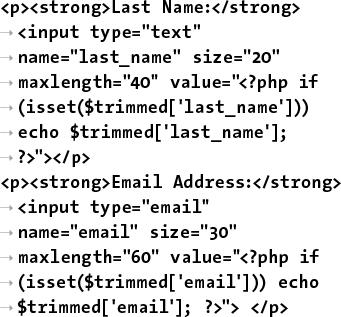 <p><strong>Last Name:</strong>
→ <input type="text"
→ name="last_name" size="20"
→ maxlength="40" value="<?php if
→ (isset($trimmed['last_name']))
→ echo $trimmed['last_name'];
→ ?>"></p>
<p><strong>Email Address:</strong>
→ <input type="email"
→ name="email" size="30"
→ maxlength="60" value="<?php if
→ (isset($trimmed['email'])) echo
→ $trimmed['email']; ?>"> </p>